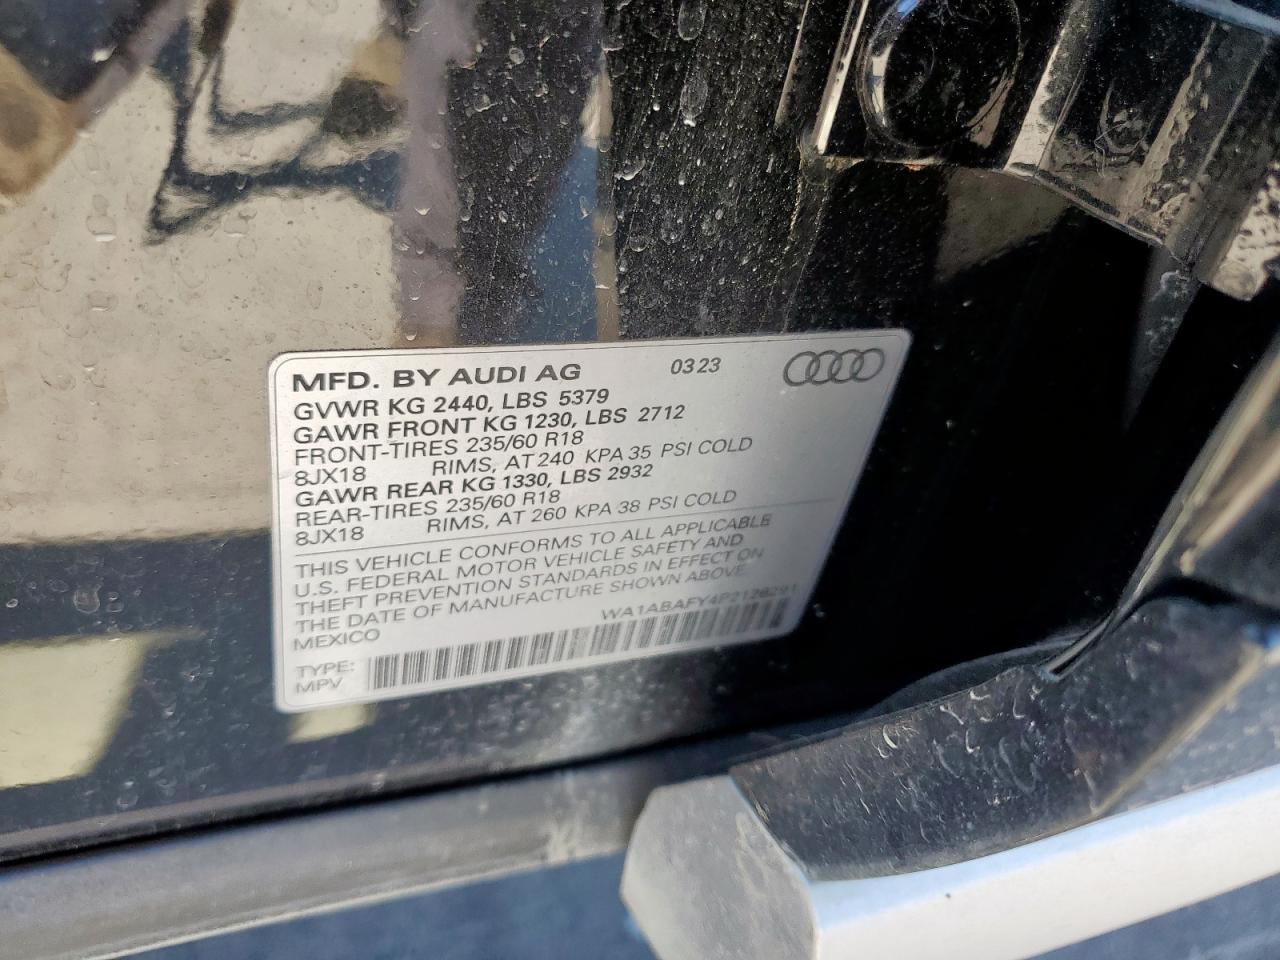 MFD. BY AUDI AG 03 23
GVWR KG 2440, LBS 5379
GAWR FRONT KG 1230, LBS 2712
FRONT-TIRES 235/60 R18
8JX18 RIMS, AT 240 KPA 35 PSI COLD
GAWR REAR KG 1330, LBS 2932
REAR-TIRES 235/60 R18
8JX18 RIMS, AT 260 KPA 38 PSI COLD
THIS VEHICLE CONFORMS TO ALL APPLICABLE
U.S. FEDERAL MOTOR VEHICLE SAFETY AND
THEFT PREVENTION STANDARDS IN EFFECT ON
THE DATE OF MANUFACTURE SHOWN ABOVE.
MEXICO WA1ABAFY4P2126291
TYPE:
MPV